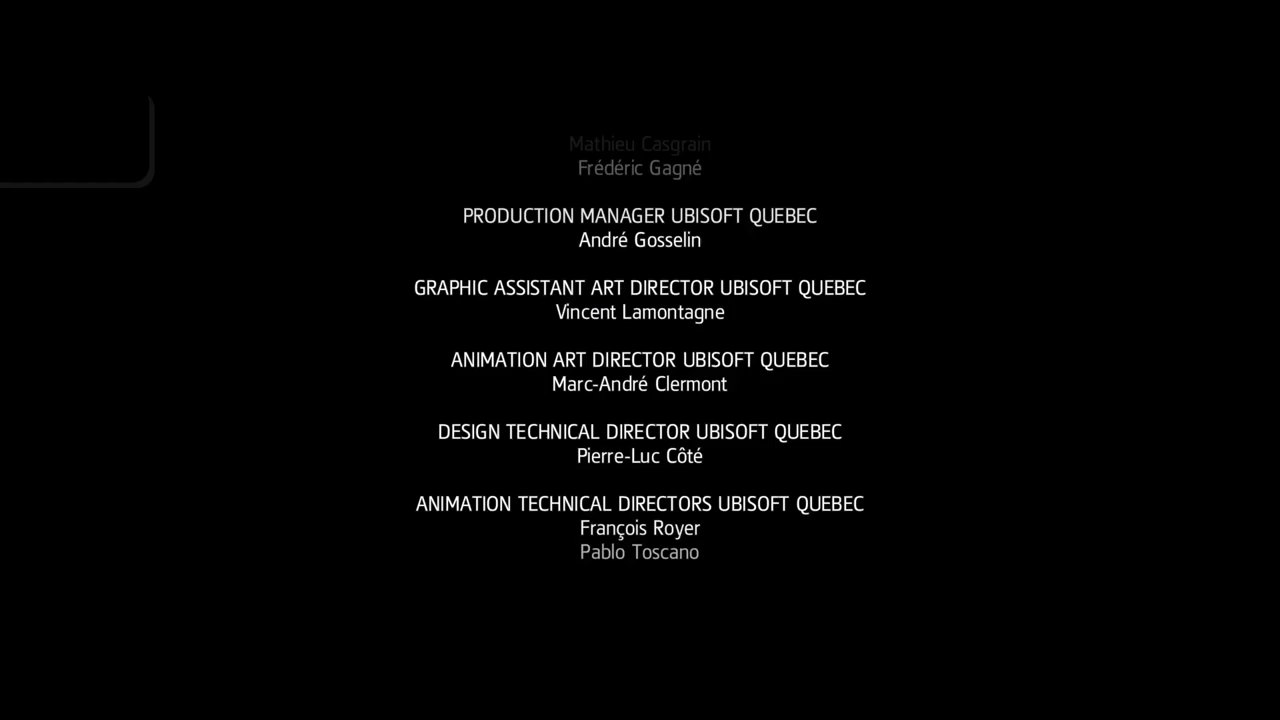 Mathieu Casgrain
Frédéric Gagné
PRODUCTION MANAGER UBISOFT QUEBEC
André Gosselin
GRAPHIC ASSISTANT ART DIRECTOR UBISOFT QUEBEC
Vincent Lamontagne
ANIMATION ART DIRECTOR UBISOFT QUEBEC
Marc-André Clermont
DESIGN TECHNICAL DIRECTOR UBISOFT QUEBEC
Pierre-Luc Côté
ANIMATION TECHNICAL DIRECTORS UBISOFT QUEBEC
François Royer
Pablo Toscano